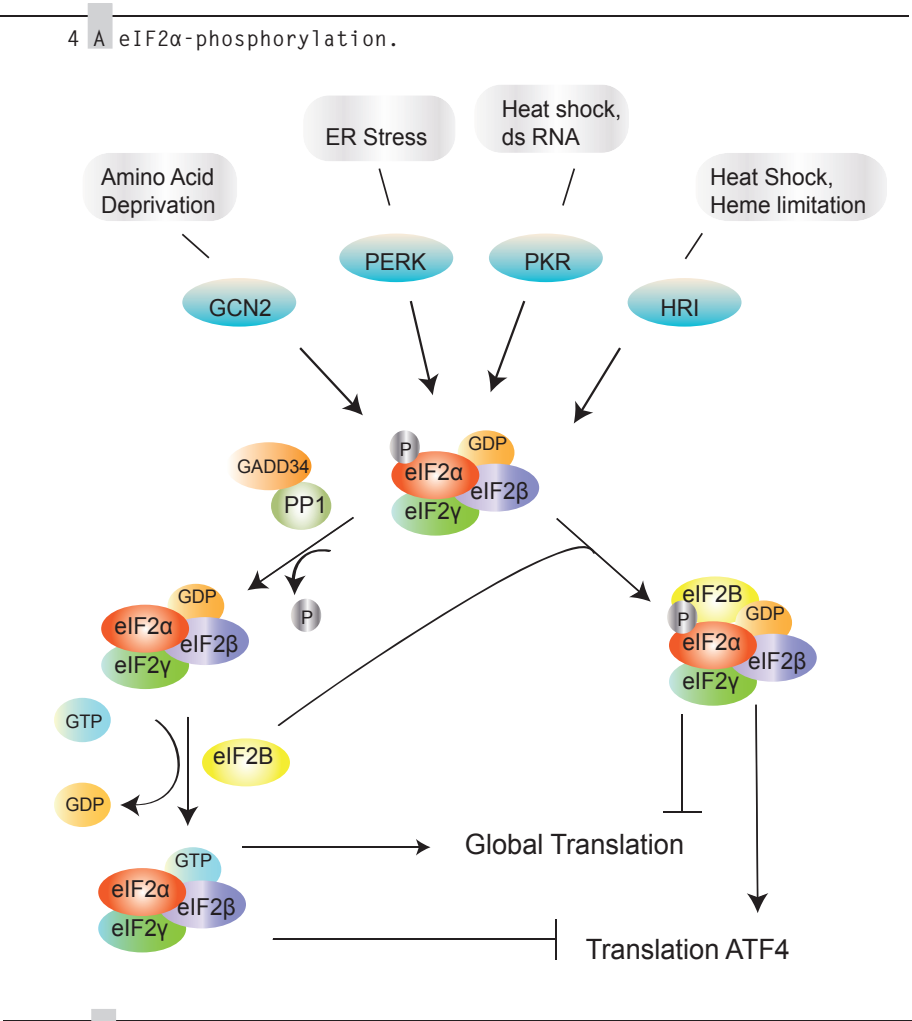 4 A eIF2α-phosphorylation.
Heat shock,
ds RNA
ER Stress
Amino Acid
Deprivation
Heat Shock,
Heme limitation
PERK
PKR
GCN2
HRI
P
GDP
eIF2α
eIF2β
eIF2γ
GADD34
PP1
P
GDP
eIF2α
eIF2β
eIF2γ
eIF2B
P
GDP
eIF2α
eIF2β
eIF2γ
GTP
eIF2B
GDP
Global Translation
GTP
eIF2α
eIF2β
eIF2γ
Translation ATF4